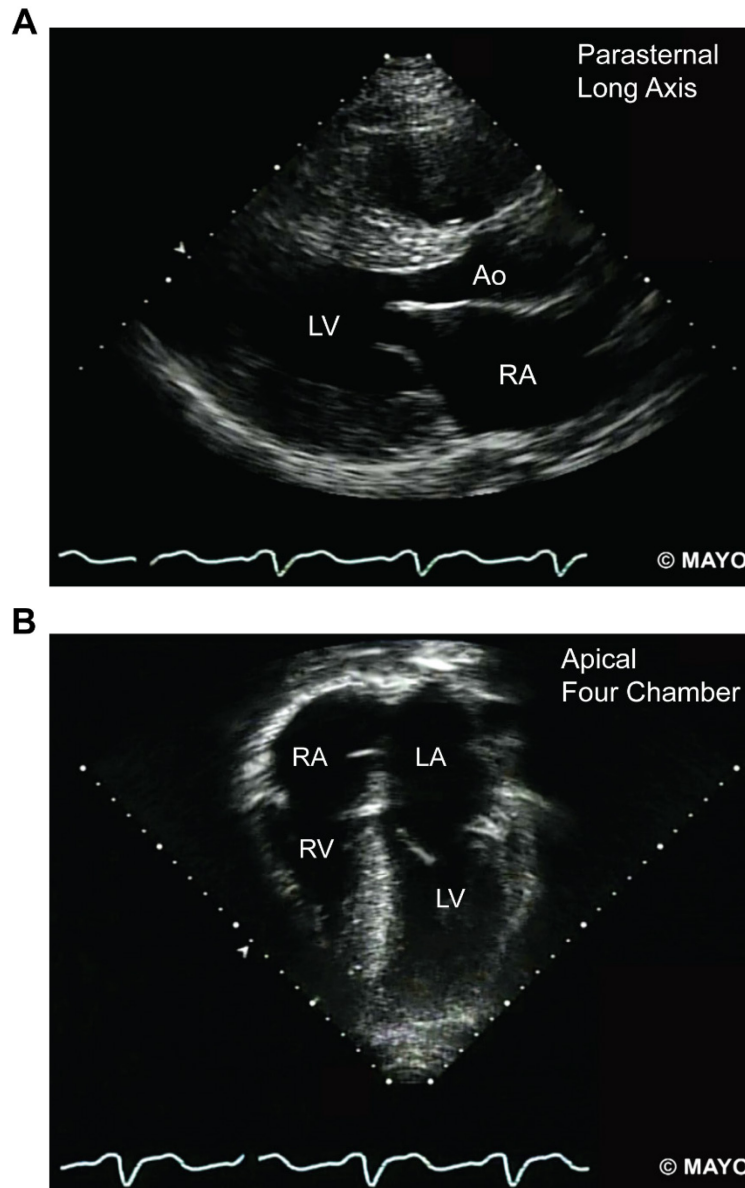 A
Parasternal
Long Axis
Ao
LV
RA
© MAYO
B
Apical
Four Chamber
RA
LA
RV
LV
© MAYO